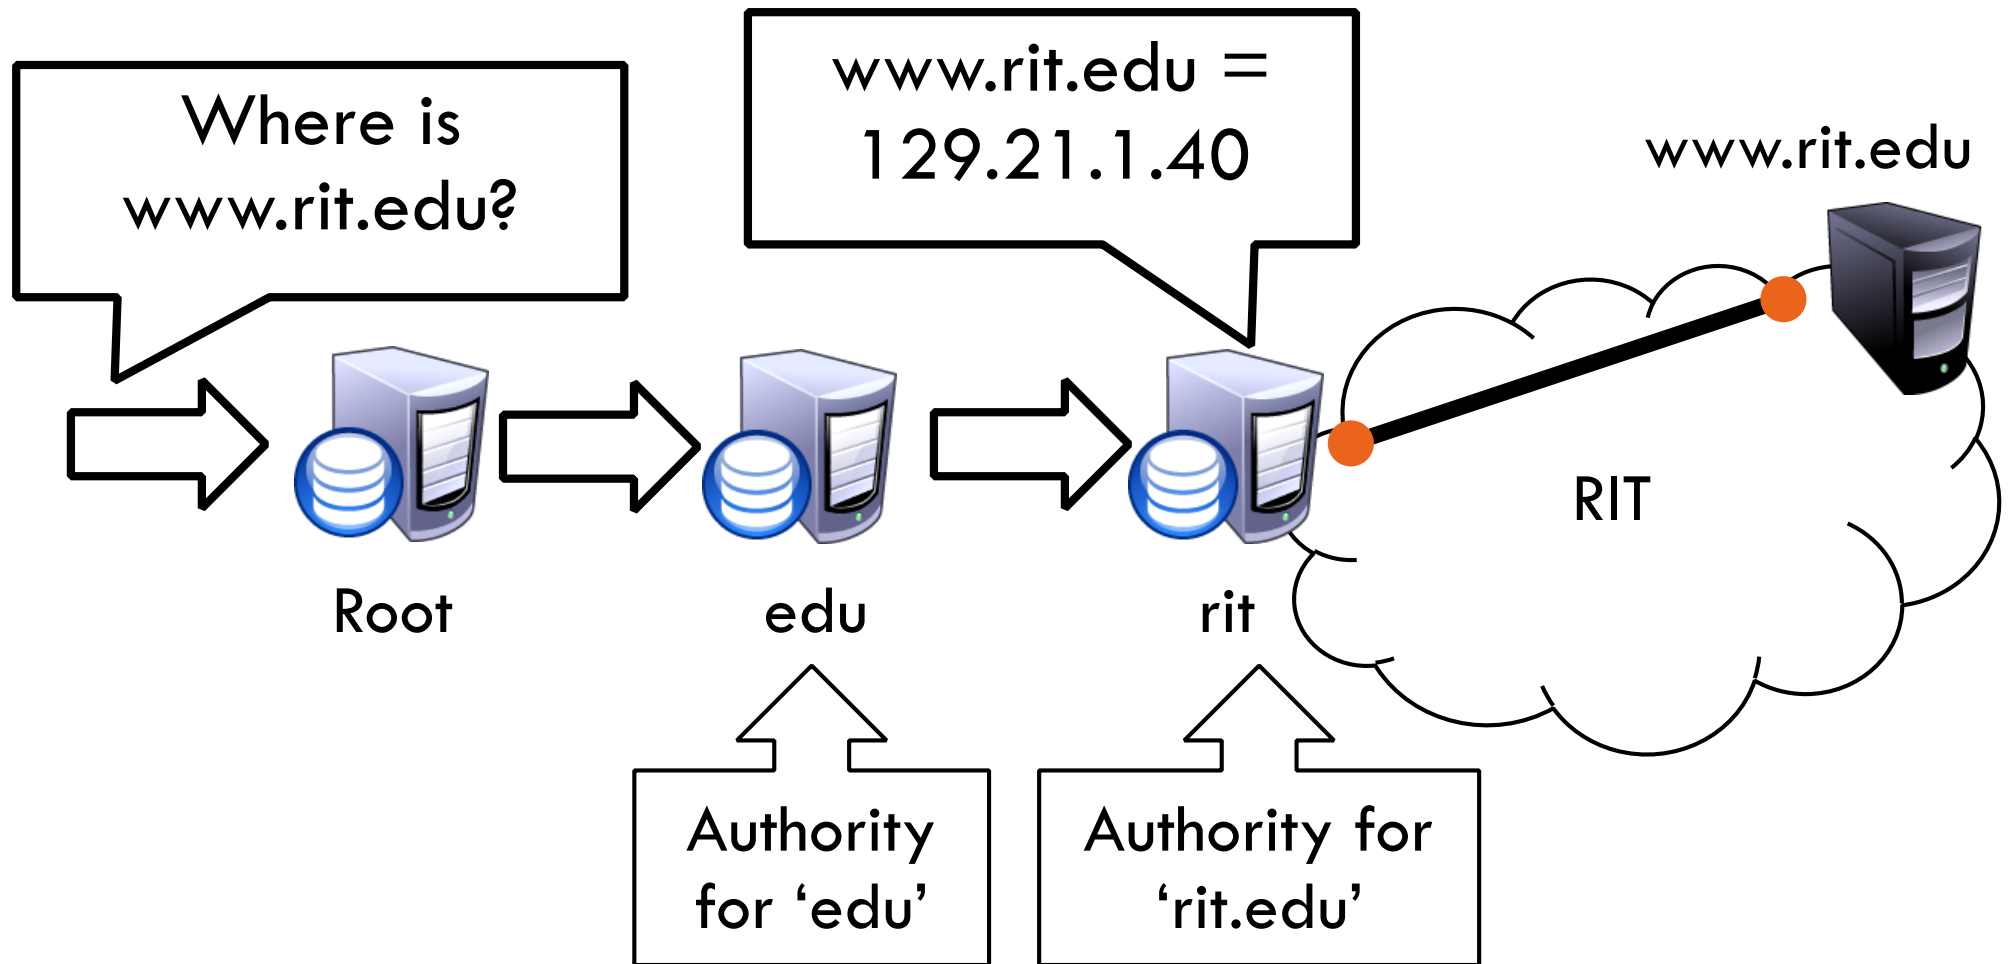 Where is
www.rit.edu?
www.rit.edu =
129.21.1.40
www.rit.edu
RIT
Root
edu
rit
Authority
for ‘edu’
Authority for
‘rit.edu’